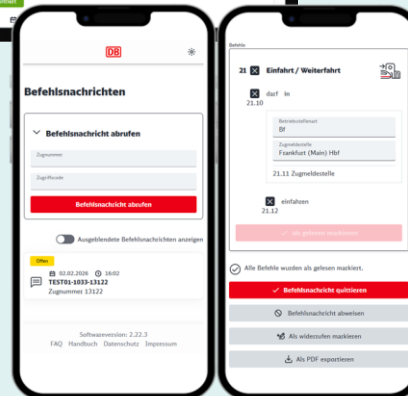 DB
Befehlsnachrichten
Befehlsnachricht abrufen
Zugnummer
Zugriffscode
Befehlsnachricht abrufen
Ausgeblendete Befehlsnachrichten anzeigen
Offen
02.02.2026 16:02
TEST01-1033-13122
Zugnummer 13122
Softwareversion: 2.22.3
FAQ Handbuch Datenschutz Impressum
Befehle
21 Einfahrt / Weiterfahrt
darf in
21.10
Betriebsstellenart
Bf
Zugmeldestelle
Frankfurt (Main) Hbf
21.11 Zugmeldestelle
einfahren
21.12
Als gelesen markieren
Alle Befehle wurden als gelesen markiert.
Befehlsnachricht quittieren
Befehlsnachricht abweisen
Als widerrufen markieren
Als PDF exportieren